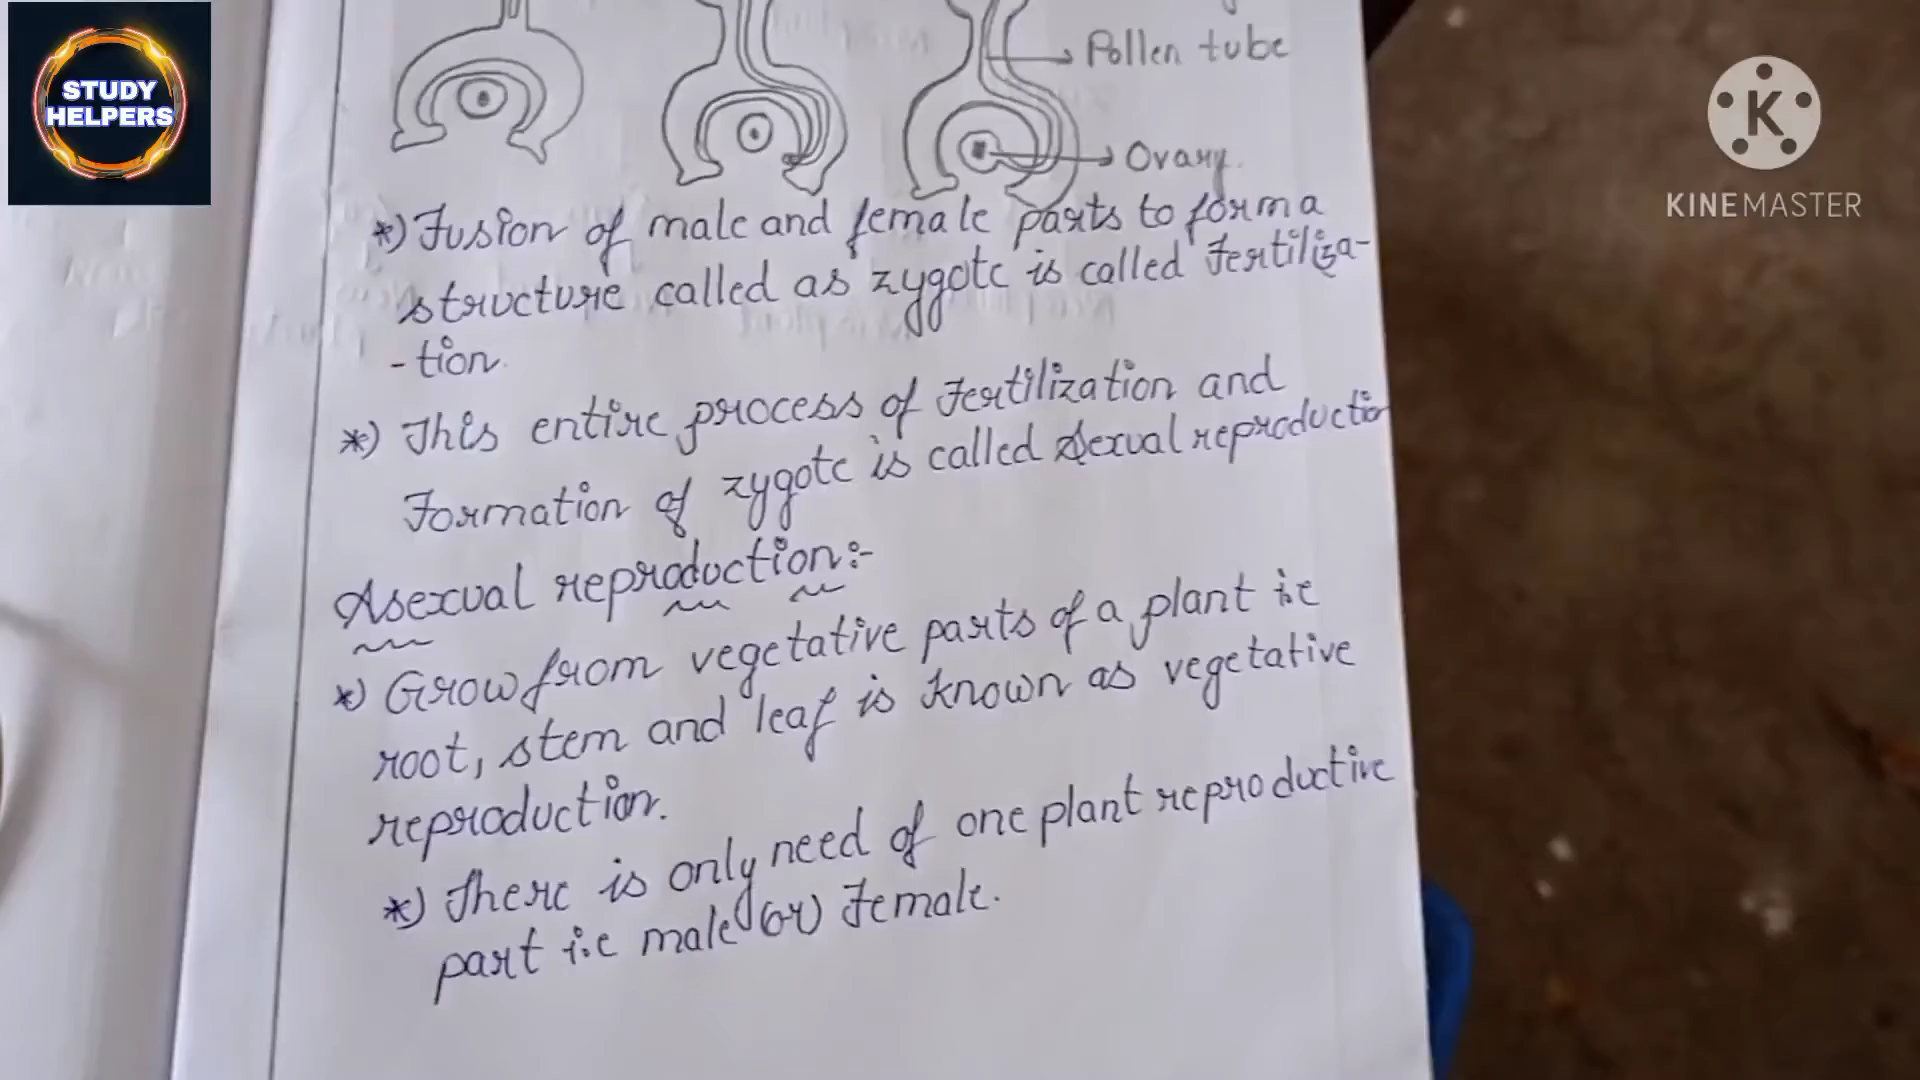 STUDY
HELPERS
K
KINEMASTER
Pollen tube
Ovary.
*) Fusion of male and female parts to form a
structure called as zygote is called Fertiliza-
-tion.
*) This entire process of Fertilization and
Formation of zygote is called Sexual reproduction
Asexual reproduction:-
*) Grow from vegetative parts of a plant i.e
root, stem and leaf is known as vegetative
reproduction.
*) There is only need of one plant reproductive
part i.e male (or) Female.